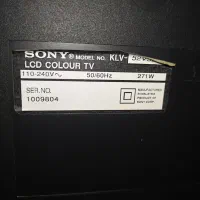 SONY MODEL NO. KLV-
LCD COLOUR TV
110-240V~ 50/60Hz 271W
SER.NO.
1009804